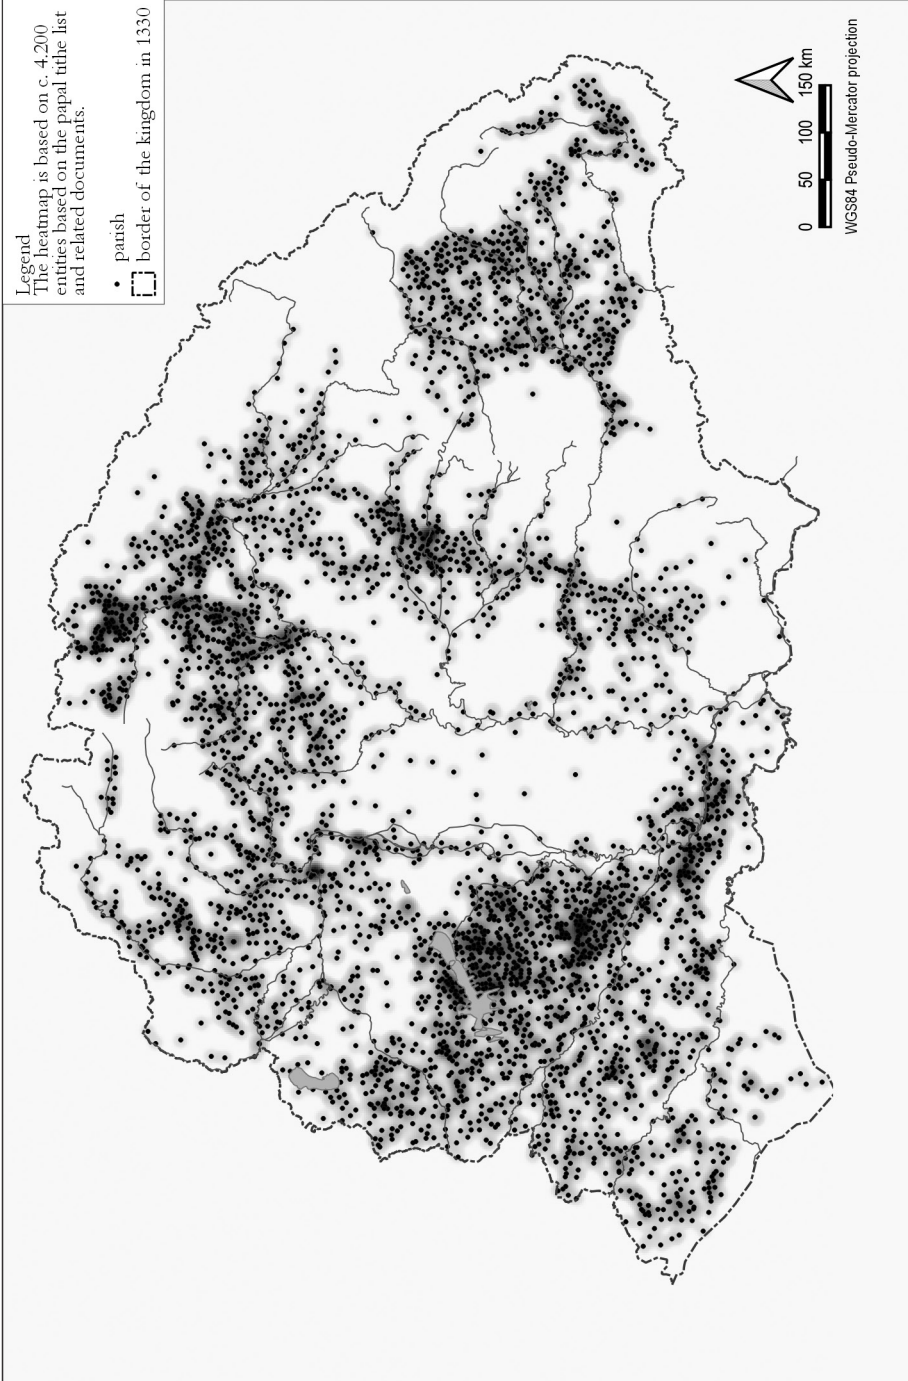 Legend
The heatmap is based on c. 4.200
entities based on the papal tithe list
and related documents.
parish
border of the kingdom in 1330
0 50 100 150 km
WGS84 Pseudo-Mercator projection